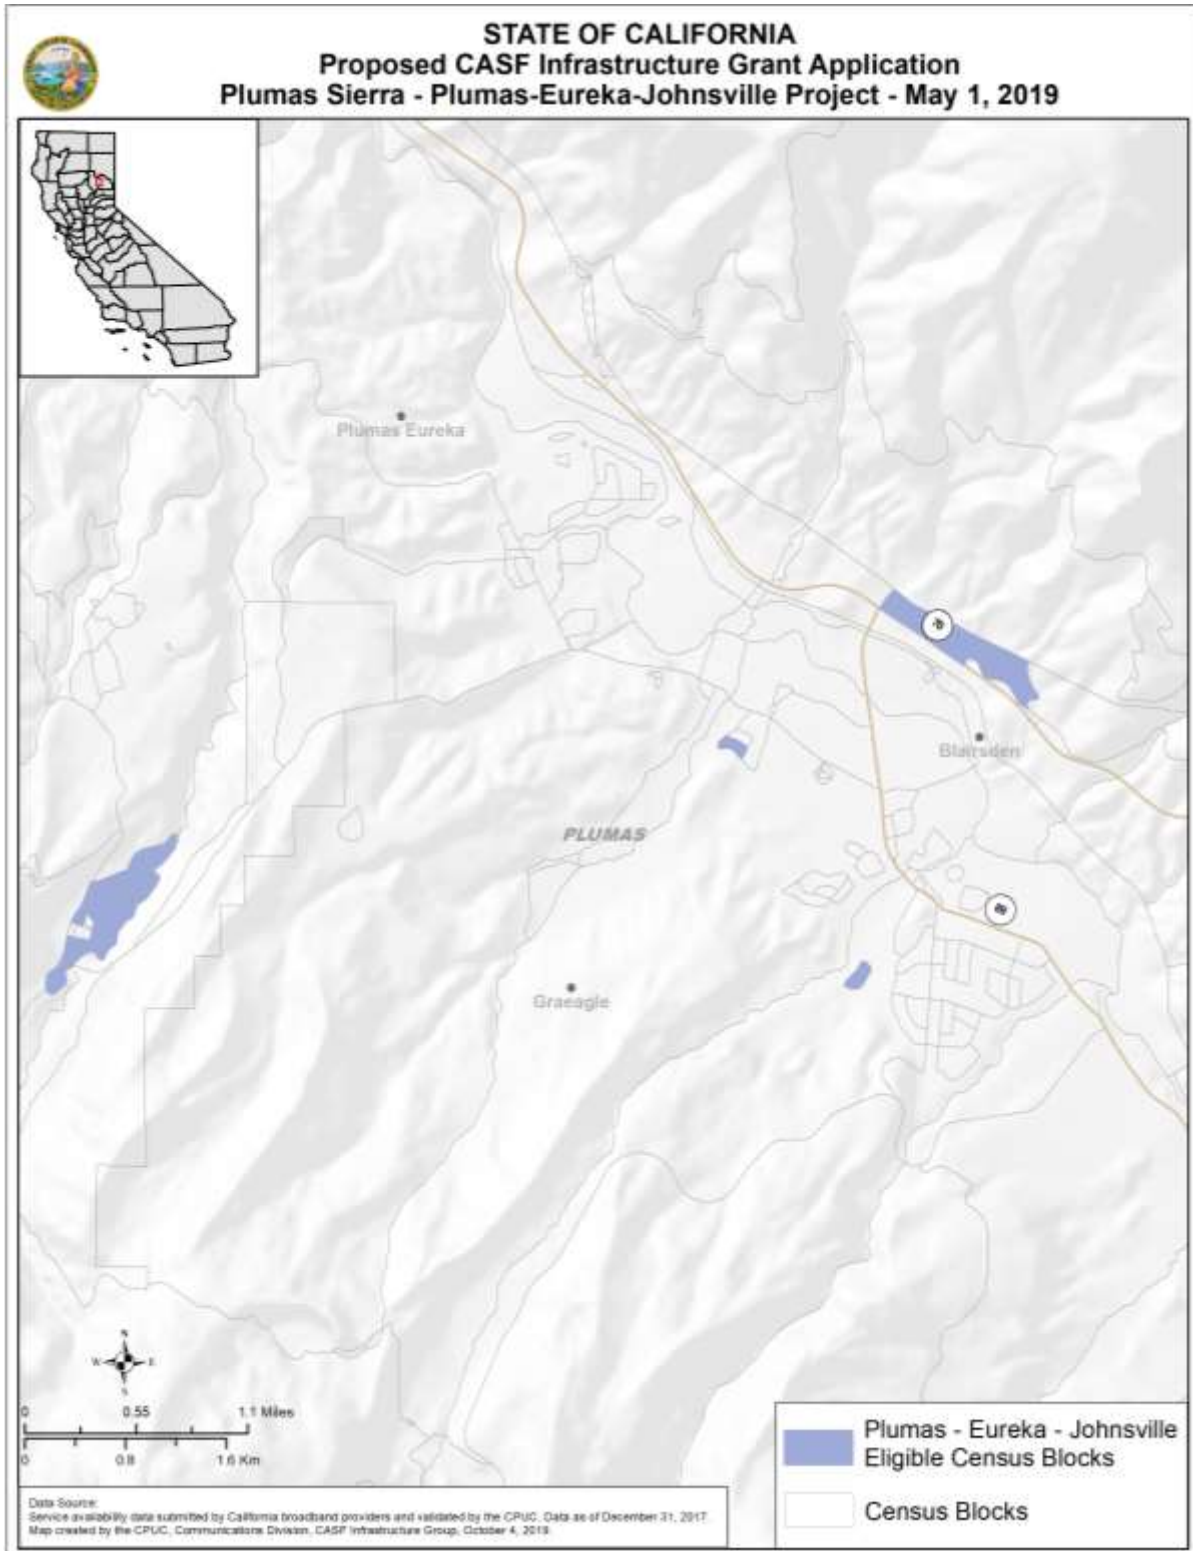 STATE OF CALIFORNIA
Proposed CASF Infrastructure Grant Application
Plumas Sierra - Plumas-Eureka-Johnsville Project - May 1, 2019
Plumas Eureka
70
Blairsden
PLUMAS
89
Graeagle
N
W E
S
0 0.55 1.1 Miles
0 0.8 1.6 Km
Plumas - Eureka - Johnsville
Eligible Census Blocks
Census Blocks
Data Source:
Service availability data submitted by California broadband providers and validated by the CPUC. Data as of December 31, 2017.
Map created by the CPUC, Communications Division, CASF Infrastructure Group, October 4, 2019